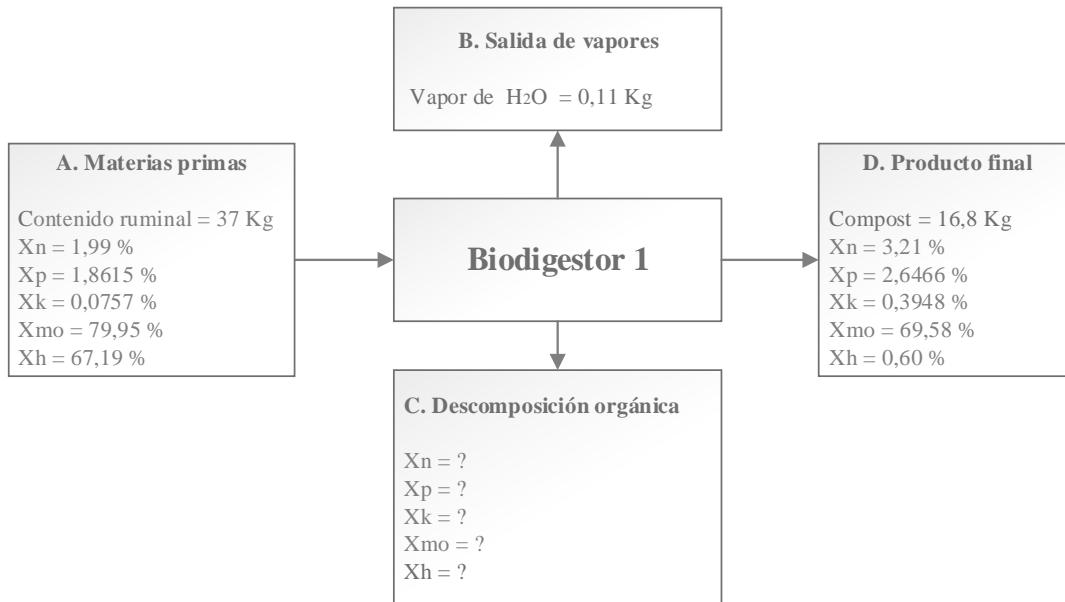 B. Salida de vapores
Vapor de H2O = 0,11 Kg
A. Materias primas
Contenido ruminal = 37 Kg
Xn = 1,99 %
Xp = 1,8615 %
Xk = 0,0757 %
Xmo = 79,95 %
Xh = 67,19 %
Biodigestor 1
D. Producto final
Compost = 16,8 Kg
Xn = 3,21 %
Xp = 2,6466 %
Xk = 0,3948 %
Xmo = 69,58 %
Xh = 0,60 %
C. Descomposición orgánica
Xn = ?
Xp = ?
Xk = ?
Xmo = ?
Xh = ?